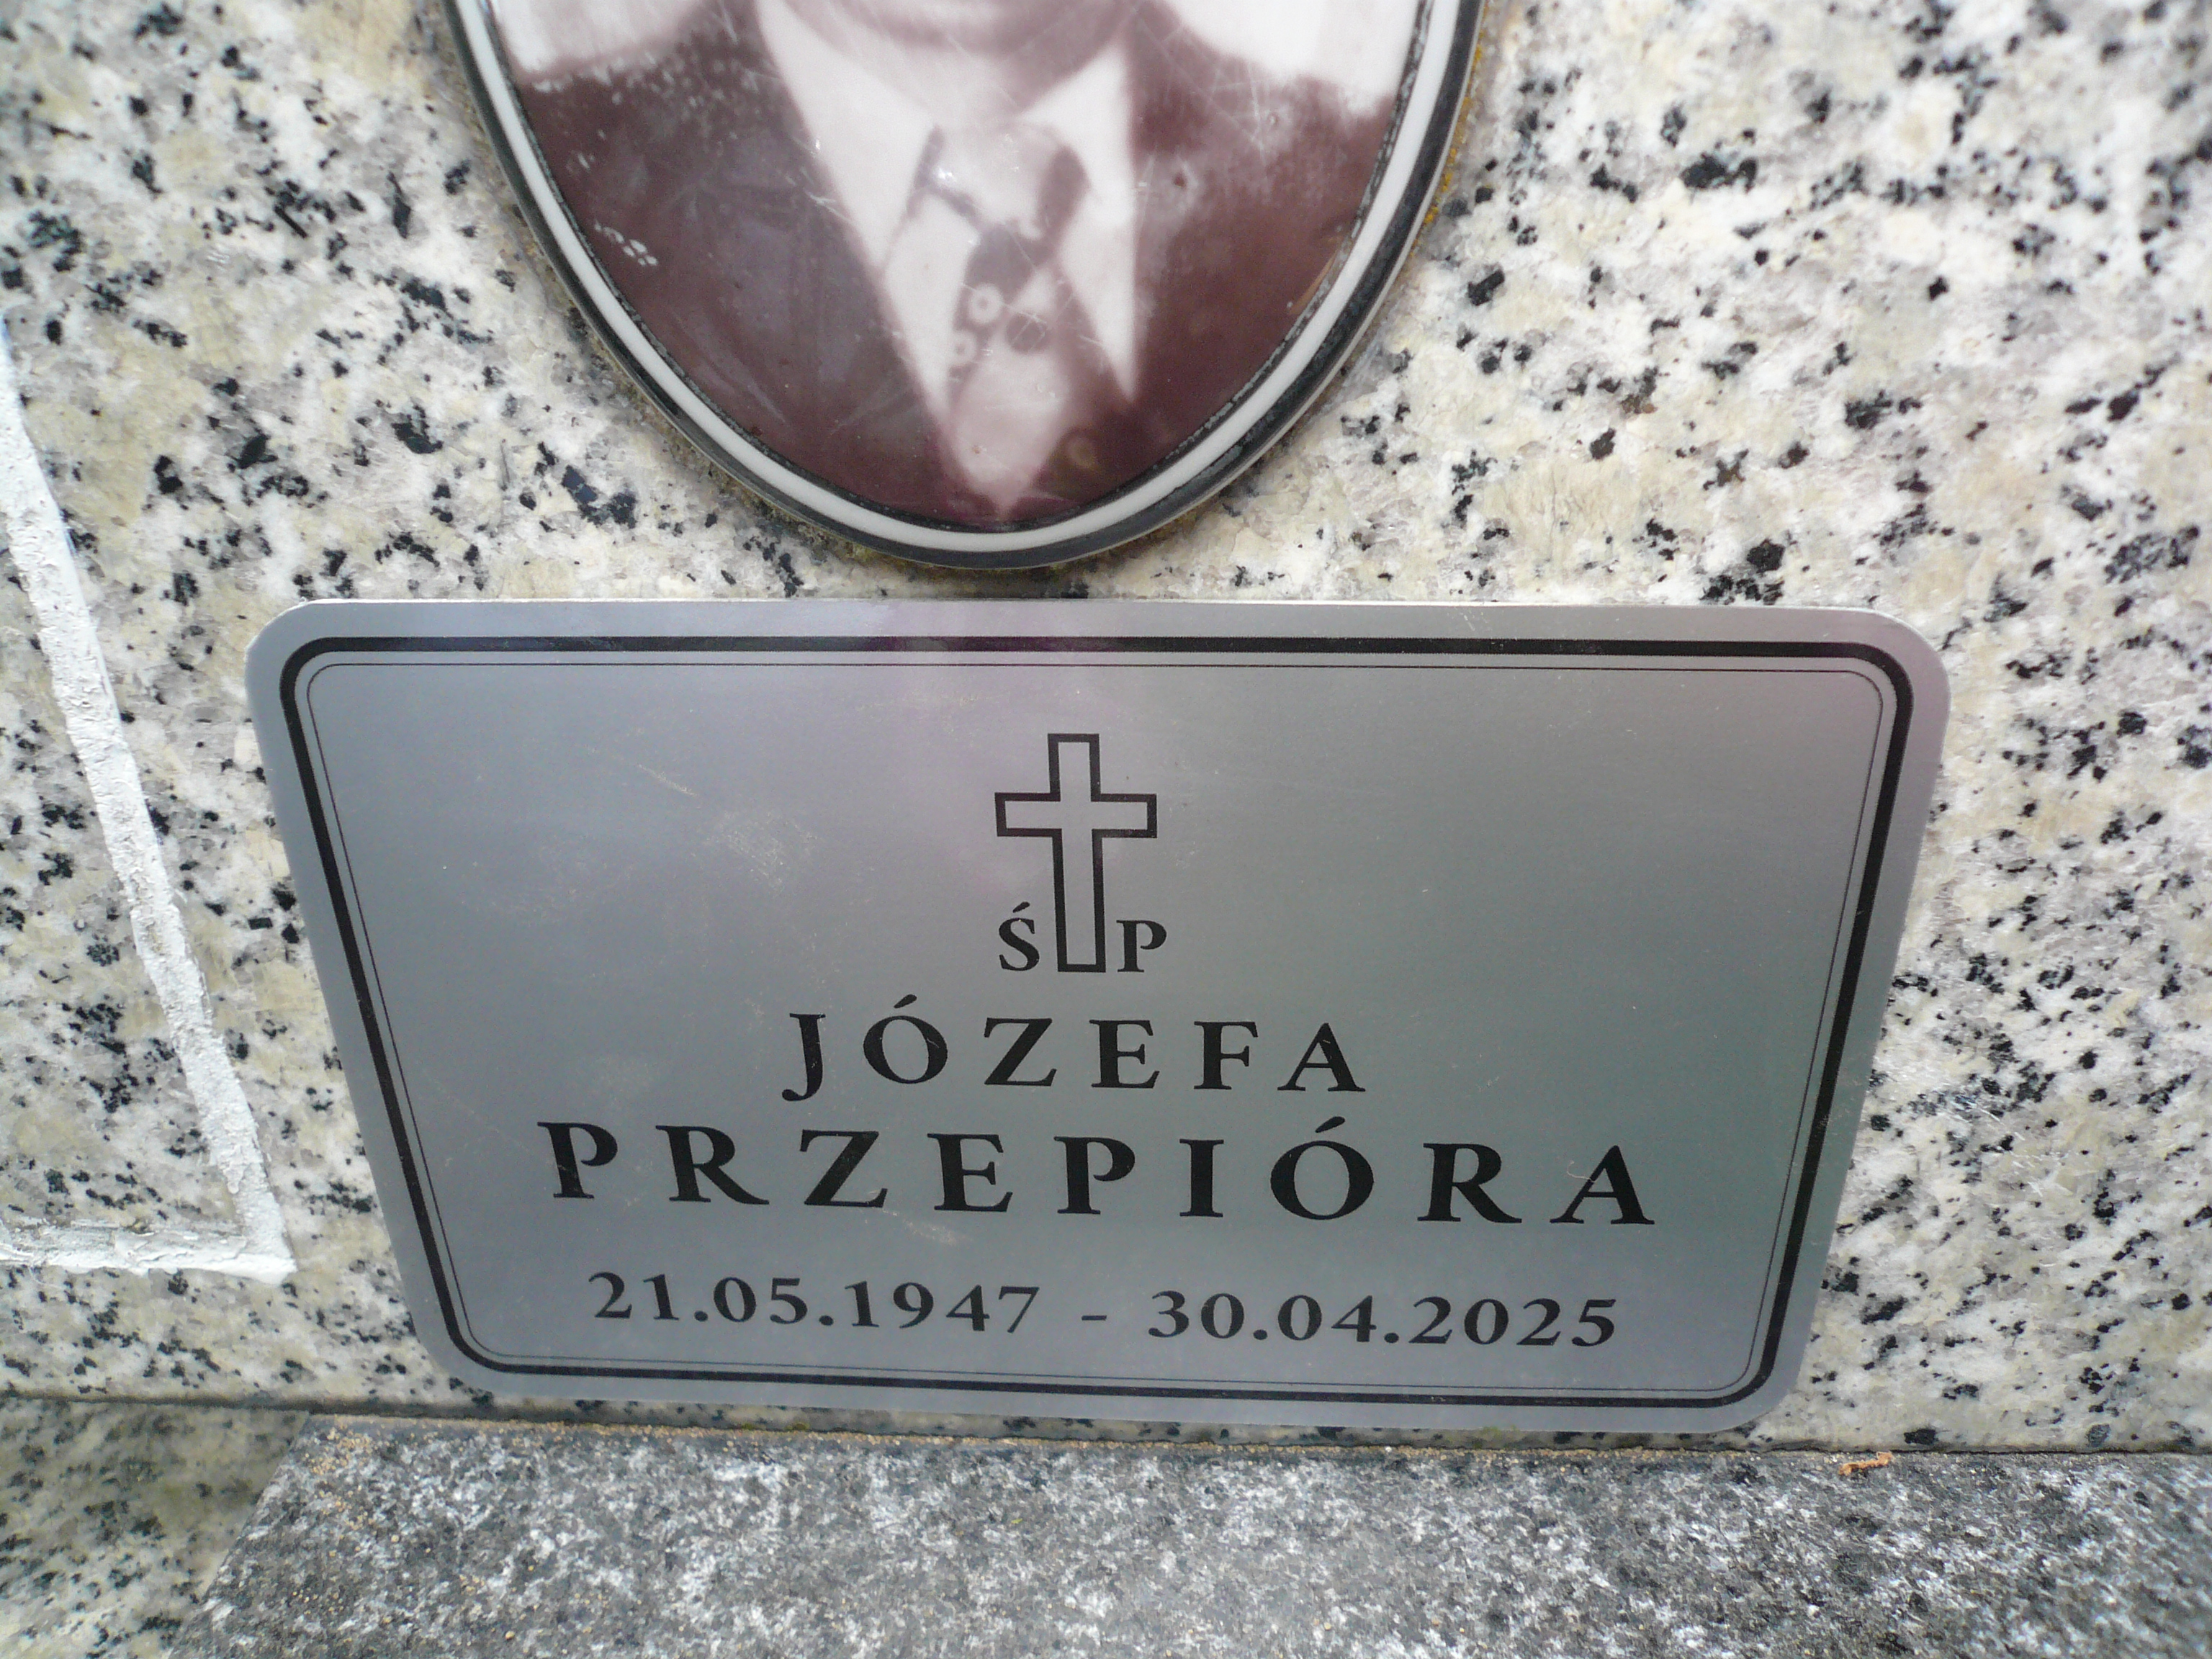 Ś P
JÓZEFA
PRZEPIÓRA
21.05.1947 - 30.04.2025